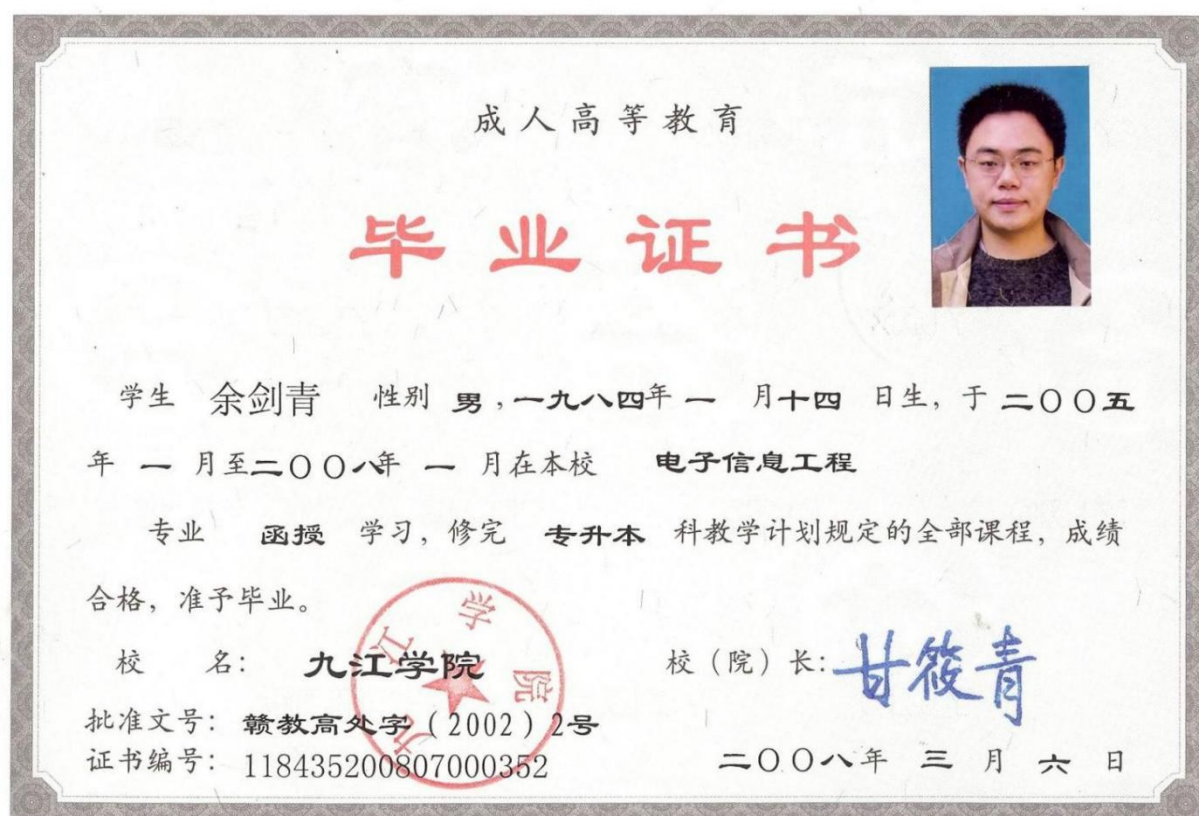 成人高等教育
毕业证书
学生 余剑青 性别 男,一九八四年 一 月十四 日生,于 二〇〇五
年 一 月至二〇〇八年 一 月在本校 电子信息工程
专业 函授 学习,修完 专升本 科教学计划规定的全部课程,成绩
合格,准予毕业。
校 名: 九江学院 校(院)长: 甘筱青
批准文号: 赣教高处字(2002)2号
证书编号: 118435200807000352 二〇〇八年 三 月 六 日
九江学院